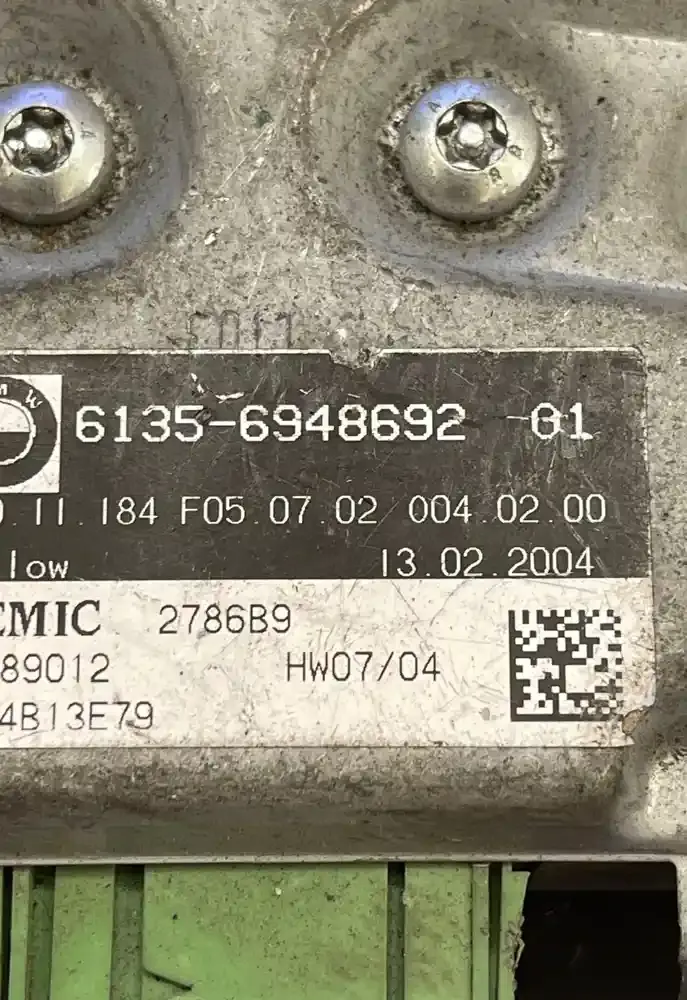 6135-6948692 01
11.184 F05.07.02 004.02.00
low 13.02.2004
EMIC 2786B9
89012 HW07/04
4B13E79